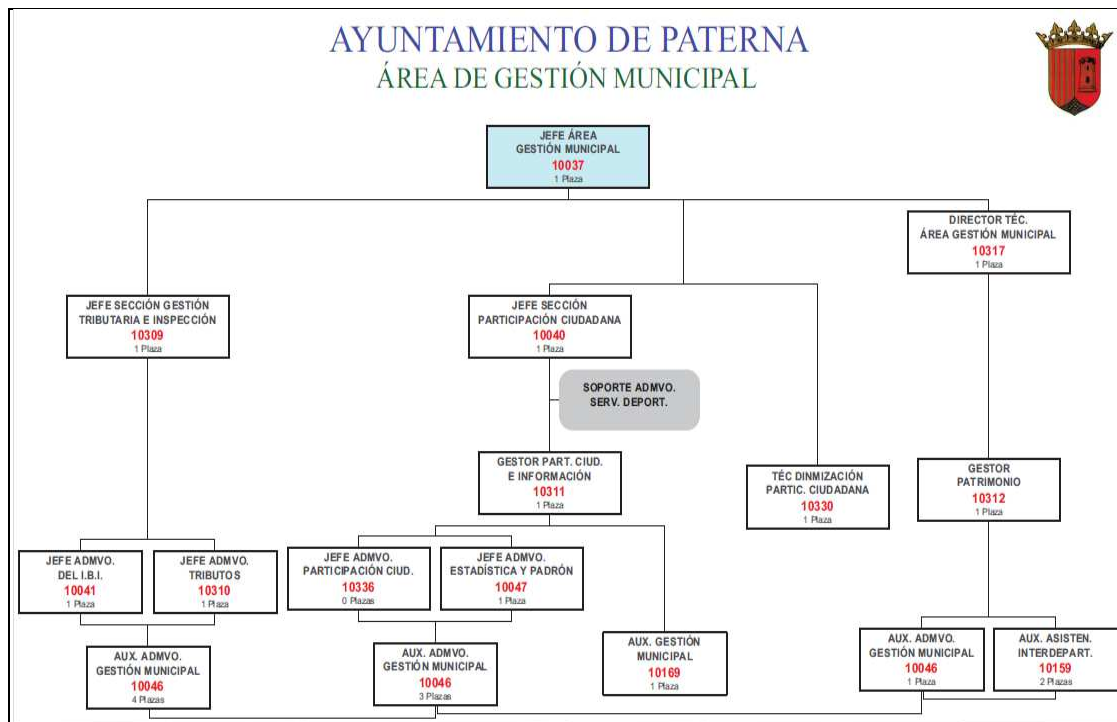 AYUNTAMIENTO DE PATERNA
ÁREA DE GESTIÓN MUNICIPAL
JEFE ÁREA
GESTIÓN MUNICIPAL
10037
1 Plaza
DIRECTOR TÉC.
ÁREA GESTIÓN MUNICIPAL
10317
1 Plaza
JEFE SECCIÓN GESTIÓN
TRIBUTARIA E INSPECCIÓN
10309
1 Plaza
JEFE SECCIÓN
PARTICIPACIÓN CIUDADANA
10040
1 Plaza
SOPORTE ADMVO.
SERV. DEPORT.
GESTOR PART. CIUD.
E INFORMACIÓN
10311
1 Plaza
TÉC DINMIZACIÓN
PARTIC. CIUDADANA
10330
1 Plaza
GESTOR
PATRIMONIO
10312
1 Plaza
JEFE ADMVO.
DEL I.B.I.
10041
1 Plaza
JEFE ADMVO.
TRIBUTOS
10310
1 Plaza
JEFE ADMVO.
PARTICIPACIÓN CIUD.
10336
0 Plazas
JEFE ADMVO.
ESTADÍSTICA Y PADRÓN
10047
1 Plaza
AUX. ADMVO.
GESTIÓN MUNICIPAL
10046
4 Plazas
AUX. ADMVO.
GESTIÓN MUNICIPAL
10046
3 Plazas
AUX. GESTIÓN
MUNICIPAL
10169
1 Plaza
AUX. ADMVO.
GESTIÓN MUNICIPAL
10046
1 Plaza
AUX. ASISTEN.
INTERDEPART.
10159
2 Plazas